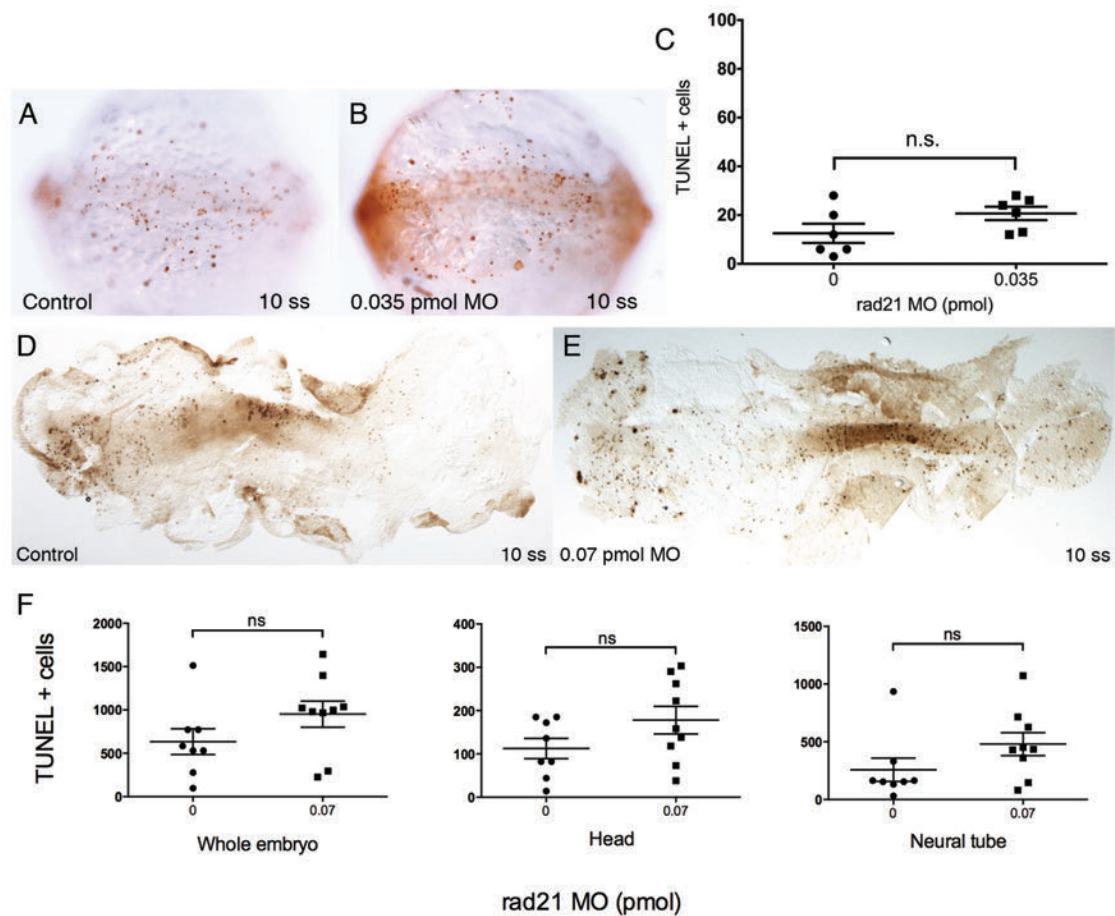 A
Control
10 ss
B
0.035 pmol MO
10 ss
C
TUNEL + cells
100
80
60
40
20
0
n.s.
0
0.035
rad21 MO (pmol)
D
Control
10 ss
E
0.07 pmol MO
10 ss
F
TUNEL + cells
2000
1500
1000
500
0
ns
0
0.07
Whole embryo
400
300
200
100
0
ns
0
0.07
Head
1500
1000
500
0
ns
0
0.07
Neural tube
rad21 MO (pmol)